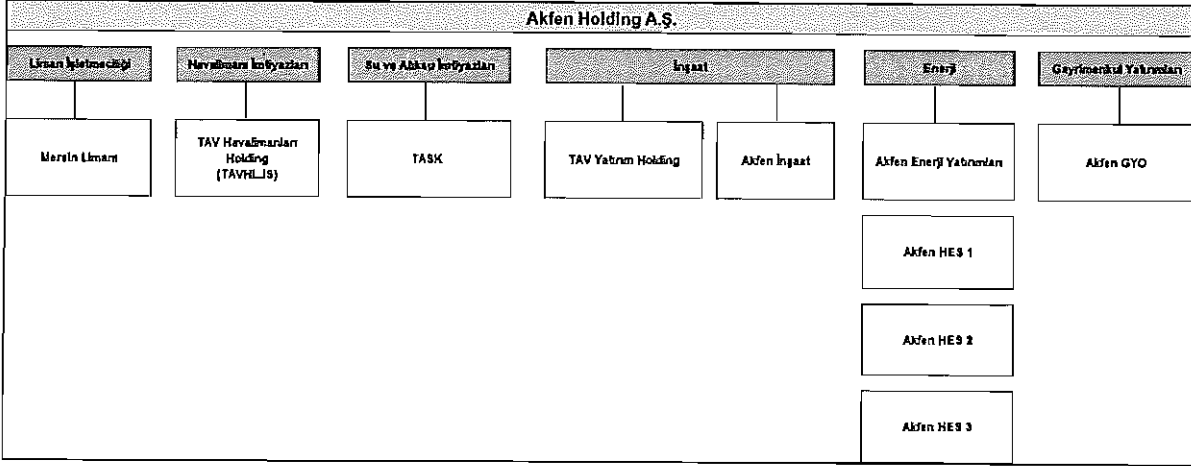 Akfen Holding A.Ş.
Liman İşletmeciliği
Havalimanı İmtiyazları
Su ve Atıksu İmtiyazları
İnşaat
Enerji
Gayrimenkul Yatırımları
Mersin Limanı
TAV Havalimanları
Holding
(TAVHL.IS)
TASK
TAV Yatırım Holding
Akfen İnşaat
Akfen Enerji Yatırımları
Akfen GYO
Akfen HES 1
Akfen HES 2
Akfen HES 3